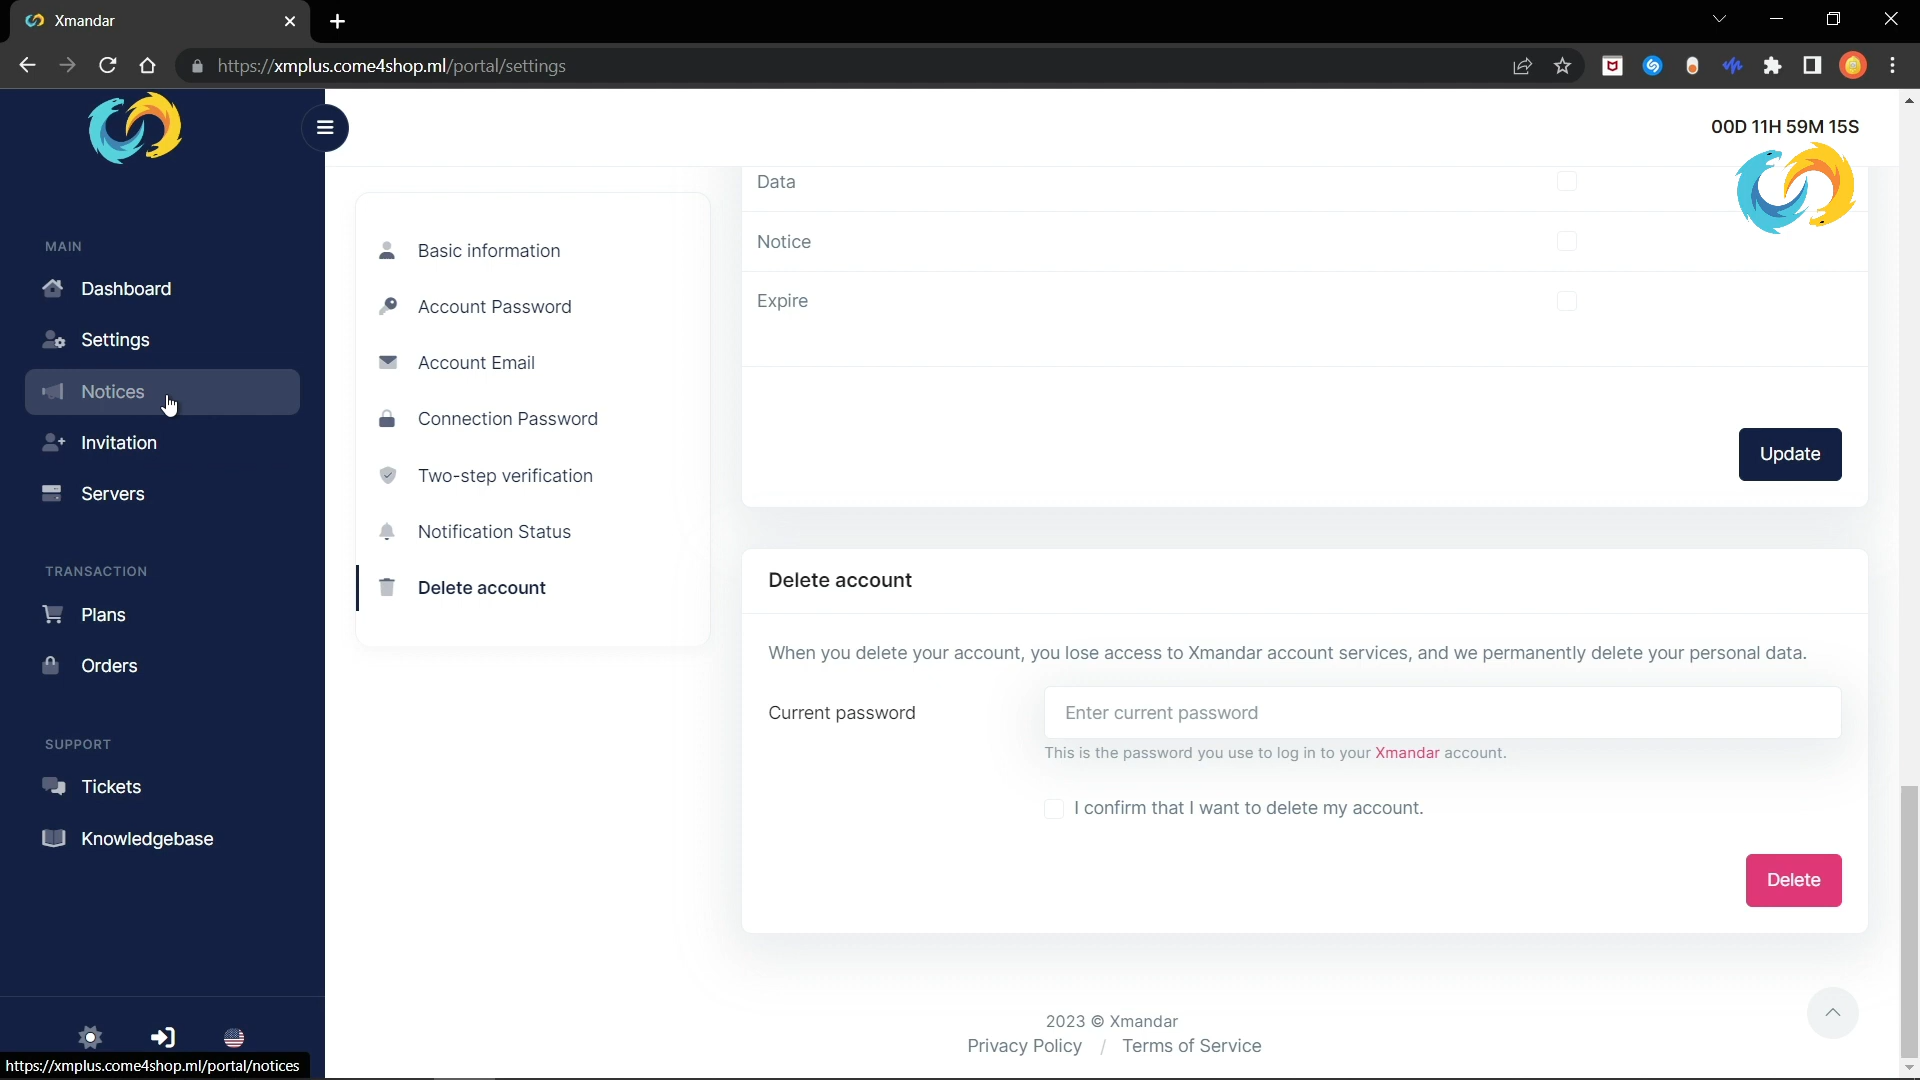 Xmandar
https://xmplus.come4shop.ml/portal/settings
00D 11H 59M 15S
MAIN
Dashboard
Settings
Notices
Invitation
Servers
TRANSACTION
Plans
Orders
SUPPORT
Tickets
Knowledgebase
https://xmplus.come4shop.ml/portal/notices
Basic information
Account Password
Account Email
Connection Password
Two-step verification
Notification Status
Delete account
Data
Notice
Expire
Update
Delete account
When you delete your account, you lose access to Xmandar account services, and we permanently delete your personal data.
Current password
Enter current password
This is the password you use to log in to your Xmandar account.
I confirm that I want to delete my account.
Delete
2023 © Xmandar
Privacy Policy / Terms of Service